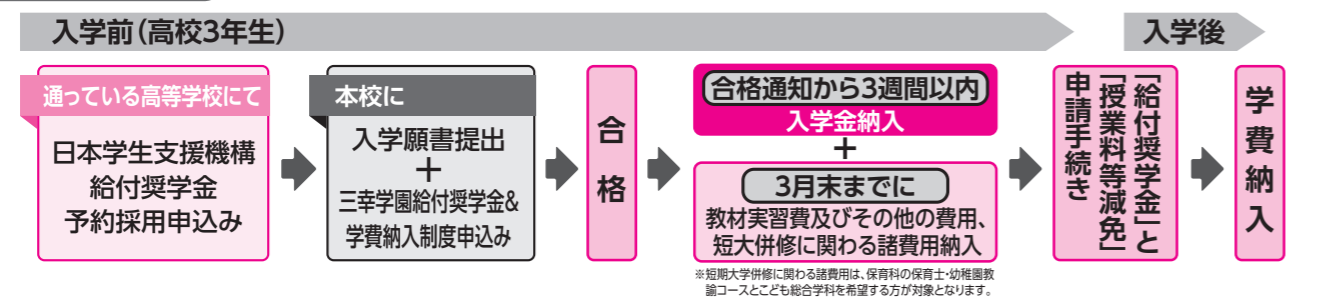 入学前(高校3年生)
入学後
通っている高等学校にて
日本学生支援機構
給付奨学金
予約採用申込み
本校に
入学願書提出
+
三幸学園給付奨学金&
学費納入制度申込み
合格
合格通知から3週間以内
入学金納入
+
3月末までに
教材実習費及びその他の費用、
短大併修に関わる諸費用納入
※短期大学併修に関わる諸費用は、保育科の保育士・幼稚園教
諭コースとこども総合学科を希望する方が対象となります。
「給付奨学金」と
「授業料等減免」
申請手続き
学費納入